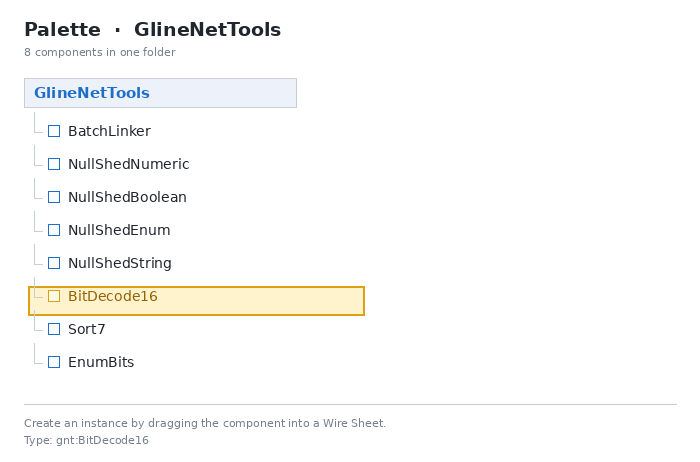 Palette · GlineNetTools
8 components in one folder
GlineNetTools
BatchLinker
NullShedNumeric
NullShedBoolean
NullShedEnum
NullShedString
BitDecode16
Sort7
EnumBits
Create an instance by dragging the component into a Wire Sheet.
Type: gnt:BitDecode16